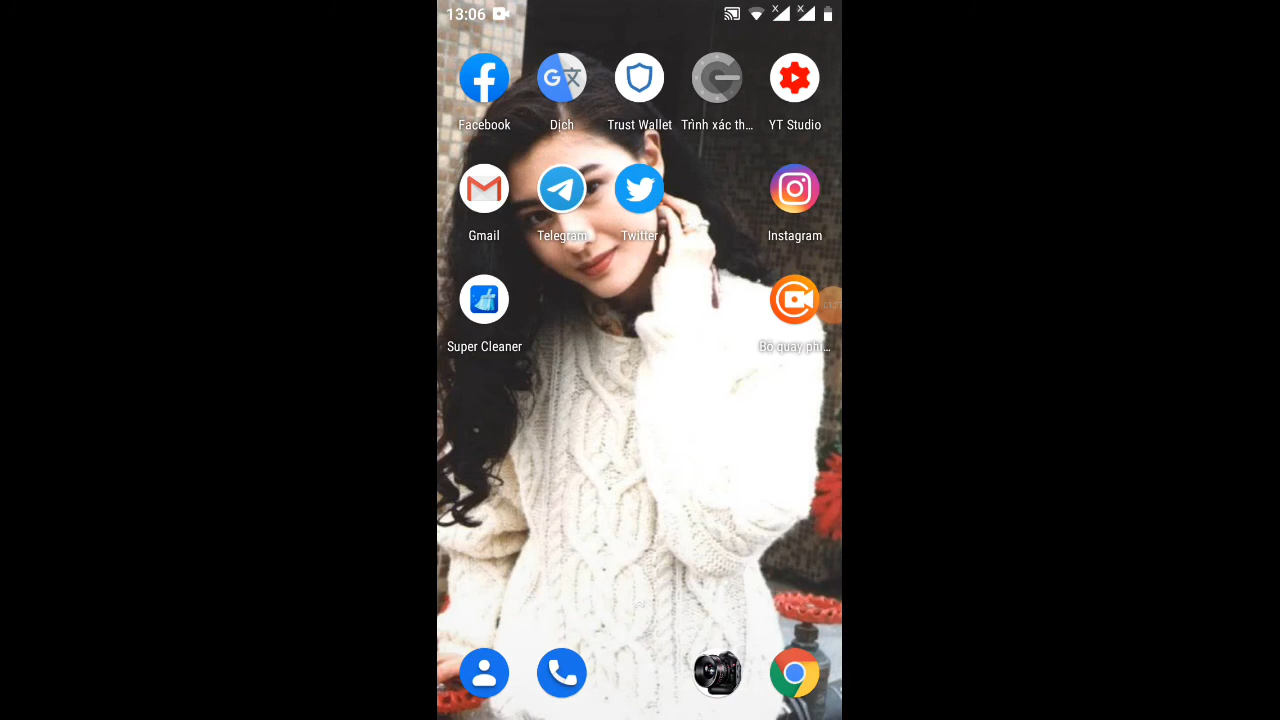 13:06
Facebook
Dịch
Trust Wallet
Trình xác th...
YT Studio
Gmail
Telegram
Twitter
Instagram
Super Cleaner
Bộ quay phi...